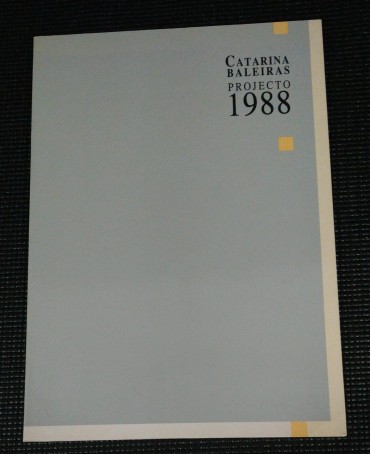 CATARINA
BALEIRAS
PROJECTO
1988